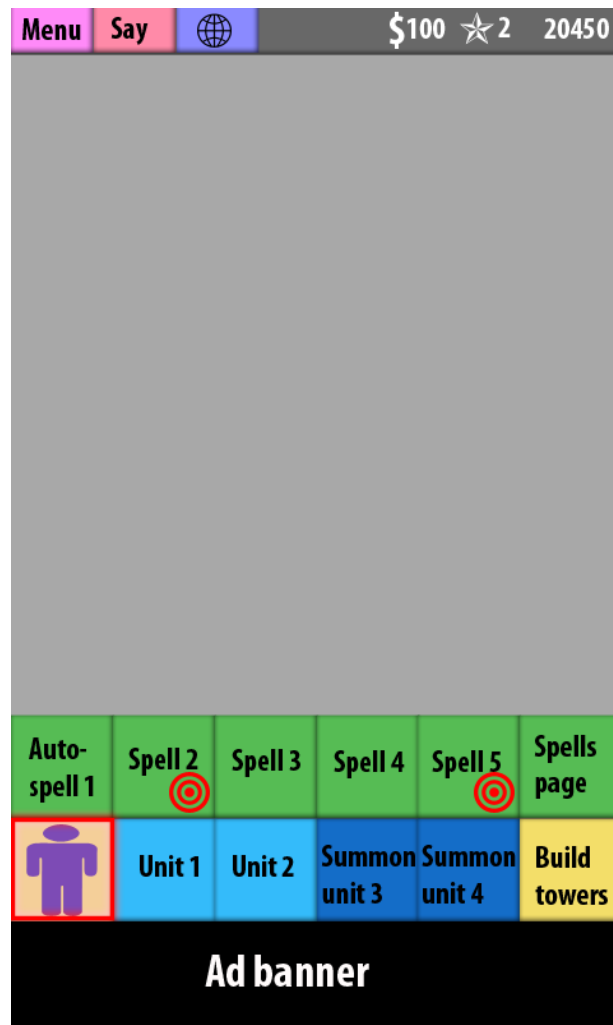 Menu Say $100 2 20450
Auto-
spell 1
Spell 2
Spell 3
Spell 4
Spell 5
Spells
page
Unit 1
Unit 2
Summon
unit 3
Summon
unit 4
Build
towers
Ad banner